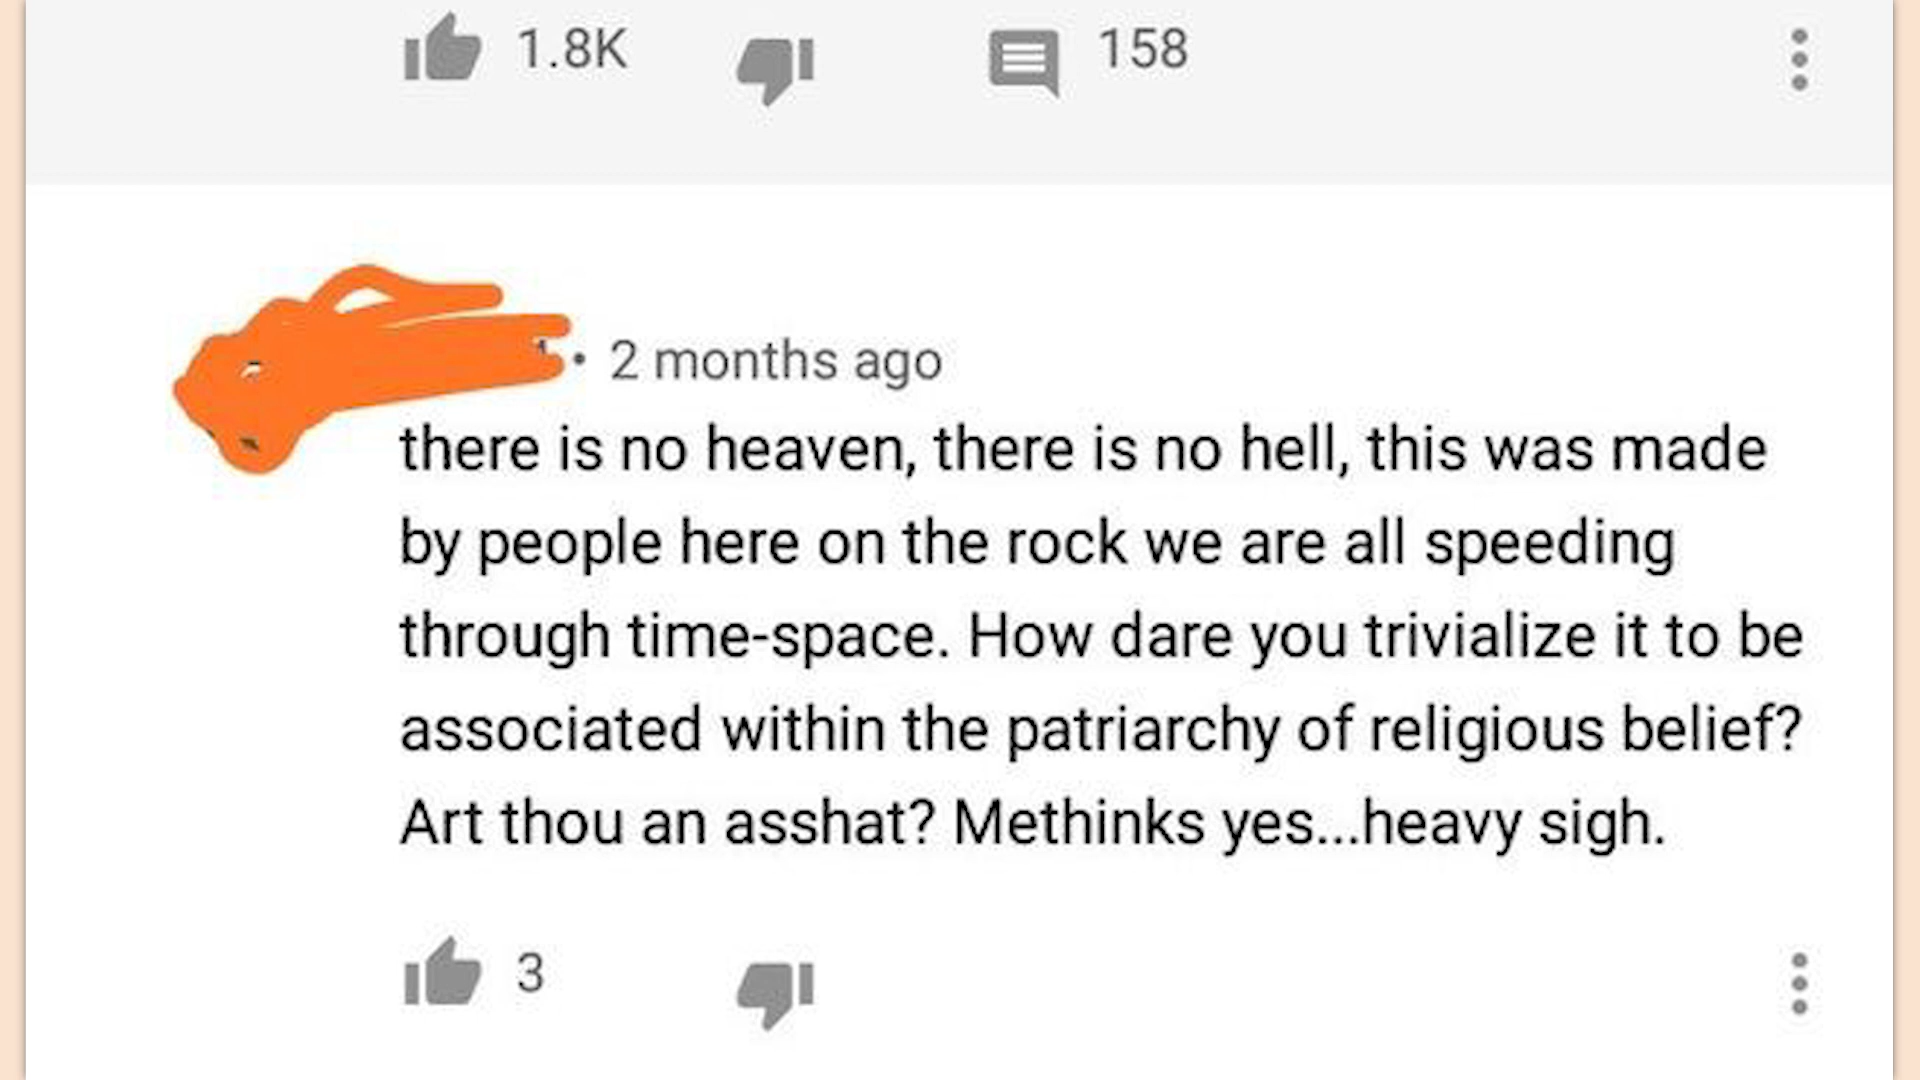 1.8K 158
• 2 months ago
there is no heaven, there is no hell, this was made
by people here on the rock we are all speeding
through time-space. How dare you trivialize it to be
associated within the patriarchy of religious belief?
Art thou an asshat? Methinks yes...heavy sigh.
3